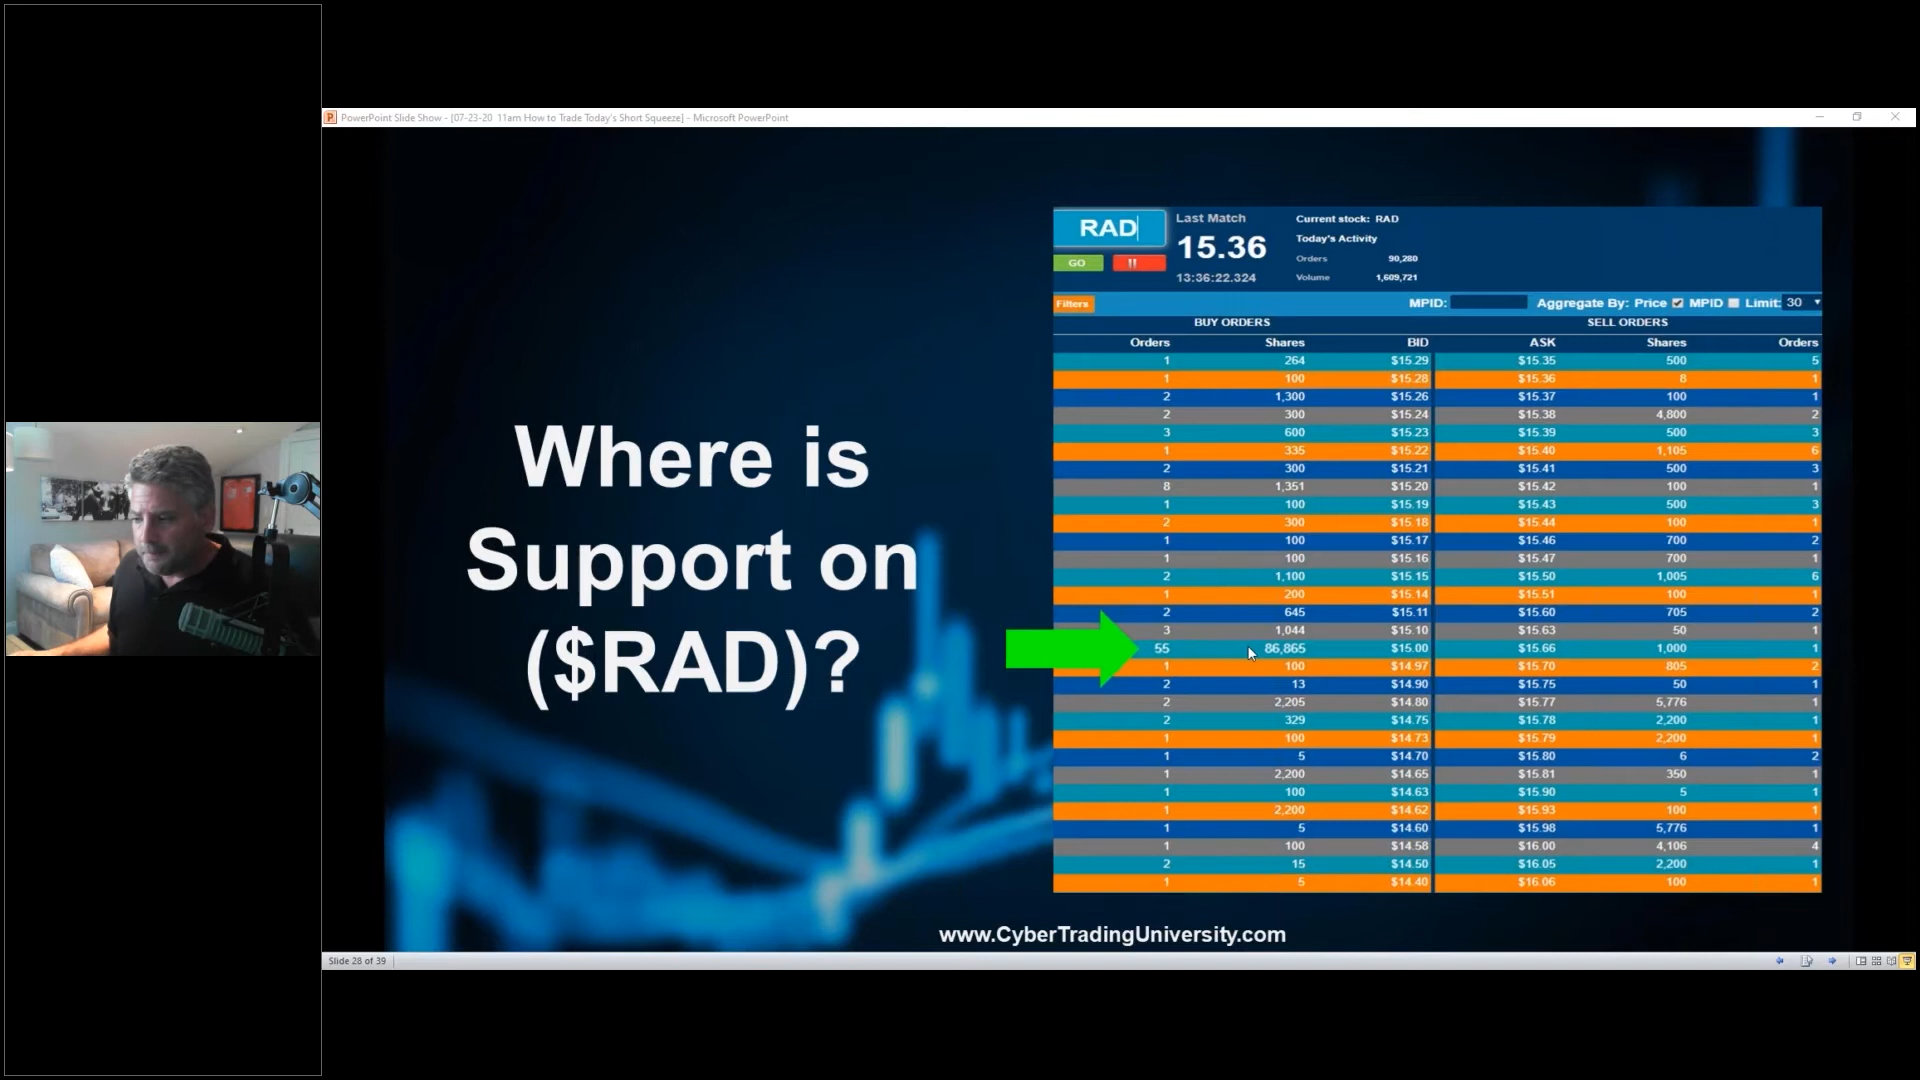 PowerPoint Slide Show - [07-23-20 11am How to Trade Today's Short Squeeze] - Microsoft PowerPoint
Where is
Support on
($RAD)?
RAD
GO
Last Match
15.36
13:36:22.324
Current stock: RAD
Today's Activity
Orders 90,280
Volume 1,609,721
Filters MPID: Aggregate By: Price MPID Limit: 30
BUY ORDERS SELL ORDERS
Orders Shares BID ASK Shares Orders
1 264 $15.29 $15.35 500 5
1 100 $15.28 $15.36 8 1
2 1,300 $15.26 $15.37 100 1
2 300 $15.24 $15.38 4,800 2
3 600 $15.23 $15.39 500 3
1 335 $15.22 $15.40 1,105 6
2 300 $15.21 $15.41 500 3
8 1,351 $15.20 $15.42 100 1
1 100 $15.19 $15.43 500 3
2 300 $15.18 $15.44 100 1
1 100 $15.17 $15.46 700 2
1 100 $15.16 $15.47 700 1
2 1,100 $15.15 $15.50 1,005 6
1 200 $15.14 $15.51 100 1
2 645 $15.11 $15.60 705 2
3 1,044 $15.10 $15.63 50 1
55 86,865 $15.00 $15.66 1,000 1
1 100 $14.97 $15.70 805 2
2 13 $14.90 $15.75 50 1
2 2,205 $14.80 $15.77 5,776 1
2 329 $14.75 $15.78 2,200 1
1 100 $14.73 $15.79 2,200 1
1 5 $14.70 $15.80 6 2
1 2,200 $14.65 $15.81 350 1
1 100 $14.63 $15.90 5 1
1 2,200 $14.62 $15.93 100 1
1 5 $14.60 $15.98 5,776 1
1 100 $14.58 $16.00 4,106 4
2 15 $14.50 $16.05 2,200 1
1 5 $14.40 $16.06 100 1
www.CyberTradingUniversity.com
Slide 28 of 39